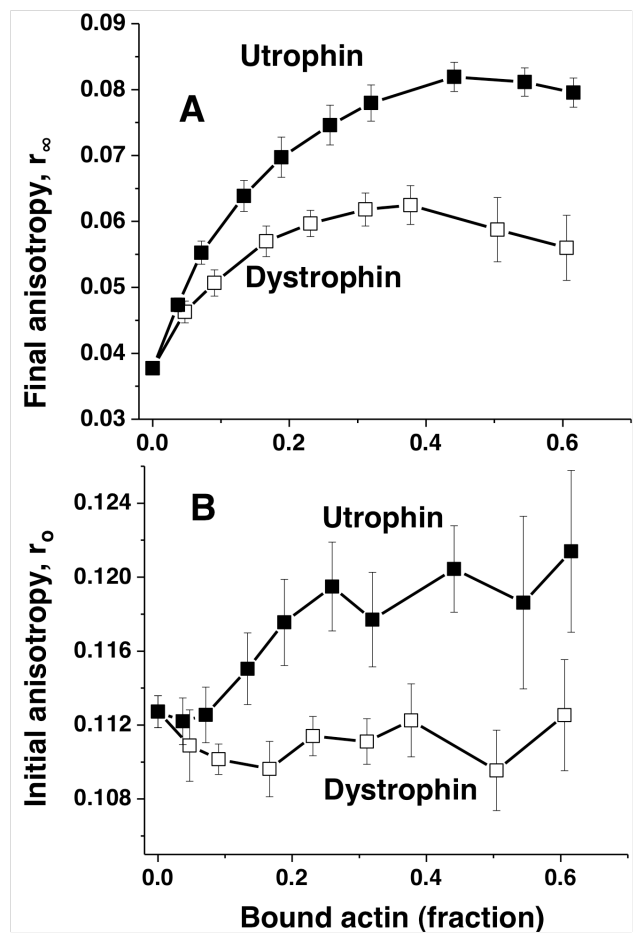 0.09
Utrophin
0.08
A
0.07
0.06
Dystrophin
0.05
0.04
0.03
Final anisotropy, r∞
0.0 0.2 0.4 0.6
0.124
B
Utrophin
0.120
0.116
0.112
Dystrophin
0.108
Initial anisotropy, ro
0.0 0.2 0.4 0.6
Bound actin (fraction)